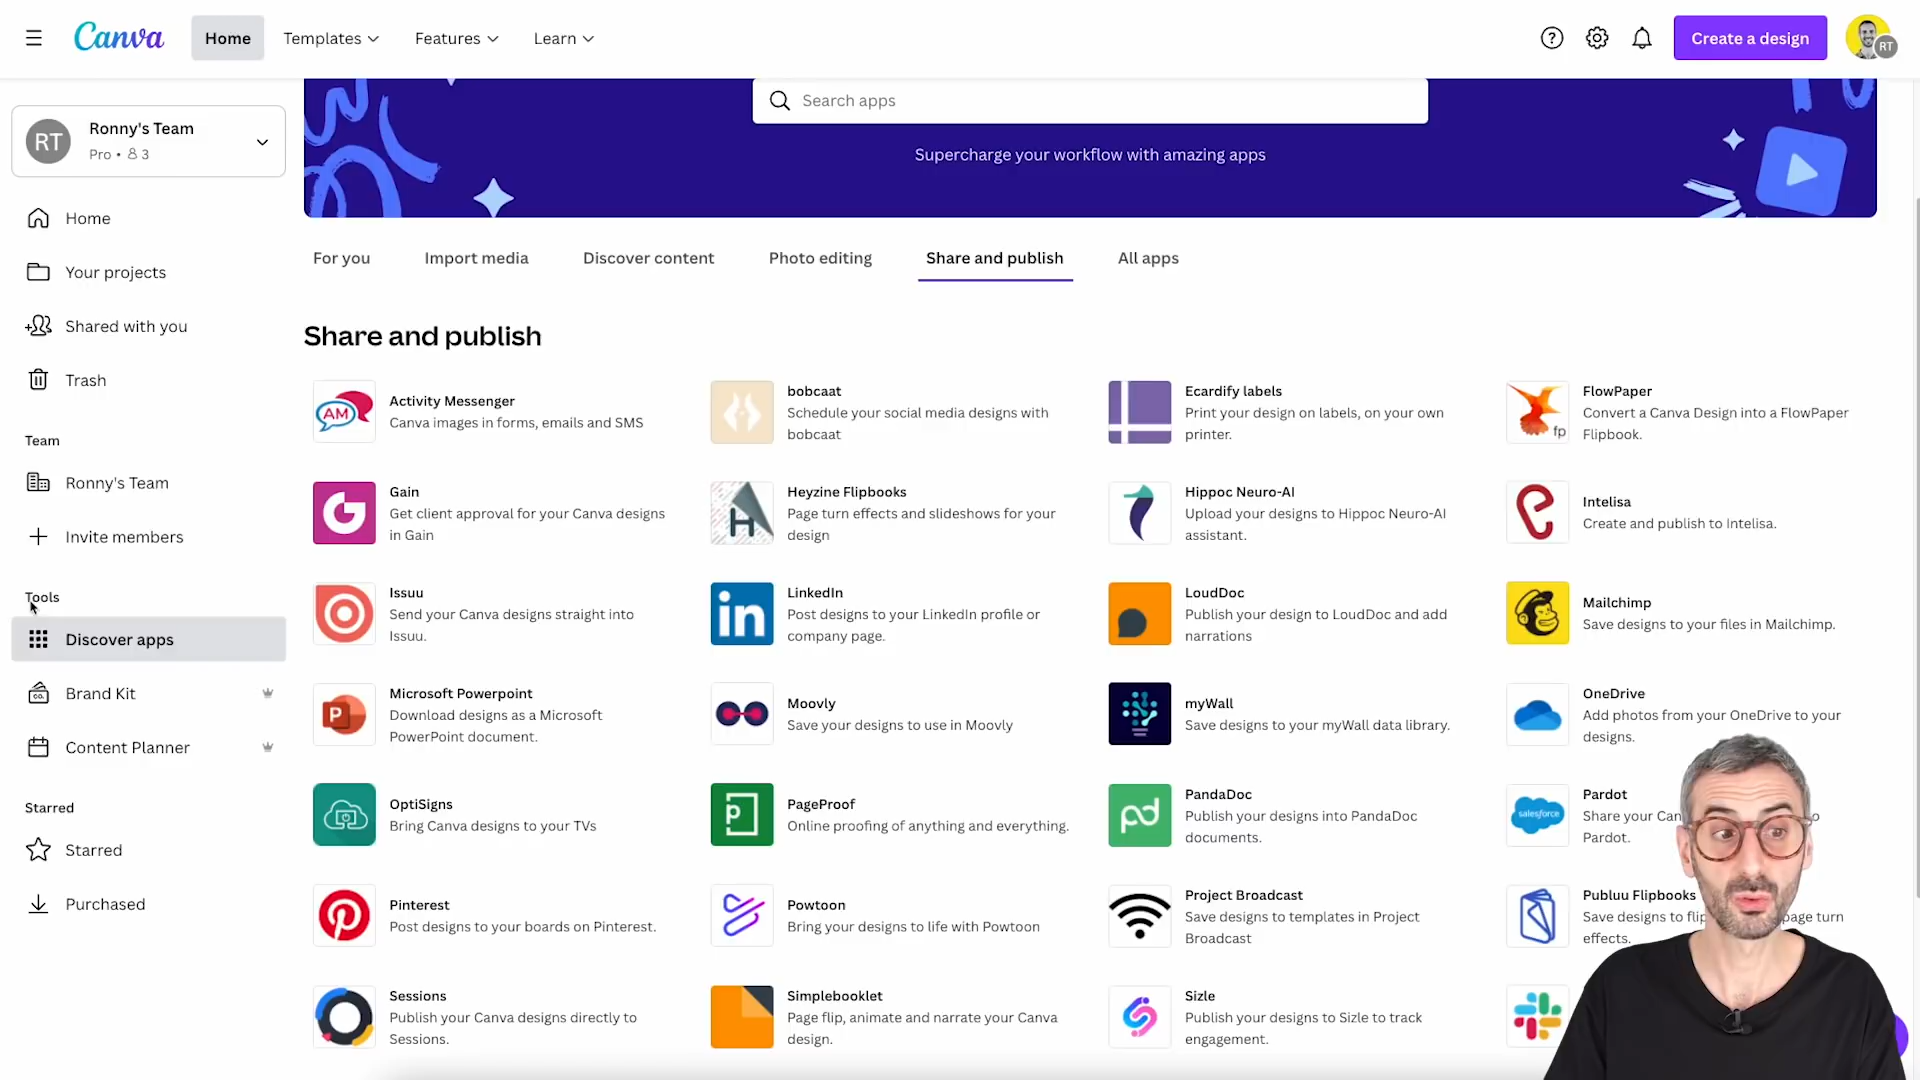 Canva
Home
Templates
Features
Learn
Create a design
RT
RT
Ronny's Team
Pro • 3
Home
Your projects
Shared with you
Trash
Team
Ronny's Team
Invite members
Tools
Discover apps
Brand Kit
CO.
Content Planner
Starred
Starred
Purchased
Search apps
Supercharge your workflow with amazing apps
For you
Import media
Discover content
Photo editing
Share and publish
All apps
Share and publish
AM
Activity Messenger
Canva images in forms, emails and SMS
bobcaat
Schedule your social media designs with
bobcaat
Ecardify labels
Print your design on labels, on your own
printer.
fp
FlowPaper
Convert a Canva Design into a FlowPaper
Flipbook.
G
Gain
Get client approval for your Canva designs
in Gain
H
Heyzine Flipbooks
Page turn effects and slideshows for your
design
Hippoc Neuro-AI
Upload your designs to Hippoc Neuro-AI
assistant.
Intelisa
Create and publish to Intelisa.
Issuu
Send your Canva designs straight into
Issuu.
in
LinkedIn
Post designs to your LinkedIn profile or
company page.
LoudDoc
Publish your design to LoudDoc and add
narrations
Mailchimp
Save designs to your files in Mailchimp.
P
Microsoft Powerpoint
Download designs as a Microsoft
PowerPoint document.
Moovly
Save your designs to use in Moovly
myWall
Save designs to your myWall data library.
OneDrive
Add photos from your OneDrive to your
designs.
OptiSigns
Bring Canva designs to your TVs
p
PageProof
Online proofing of anything and everything.
pd
PandaDoc
Publish your designs into PandaDoc
documents.
salesforce
Pardot
Share your Can o
Pardot.
Pinterest
Post designs to your boards on Pinterest.
Powtoon
Bring your designs to life with Powtoon
Project Broadcast
Save designs to templates in Project
Broadcast
Publuu Flipbooks
Save designs to flip page turn
effects.
Sessions
Publish your Canva designs directly to
Sessions.
Simplebooklet
Page flip, animate and narrate your Canva
design.
Sizle
Publish your designs to Sizle to track
engagement.